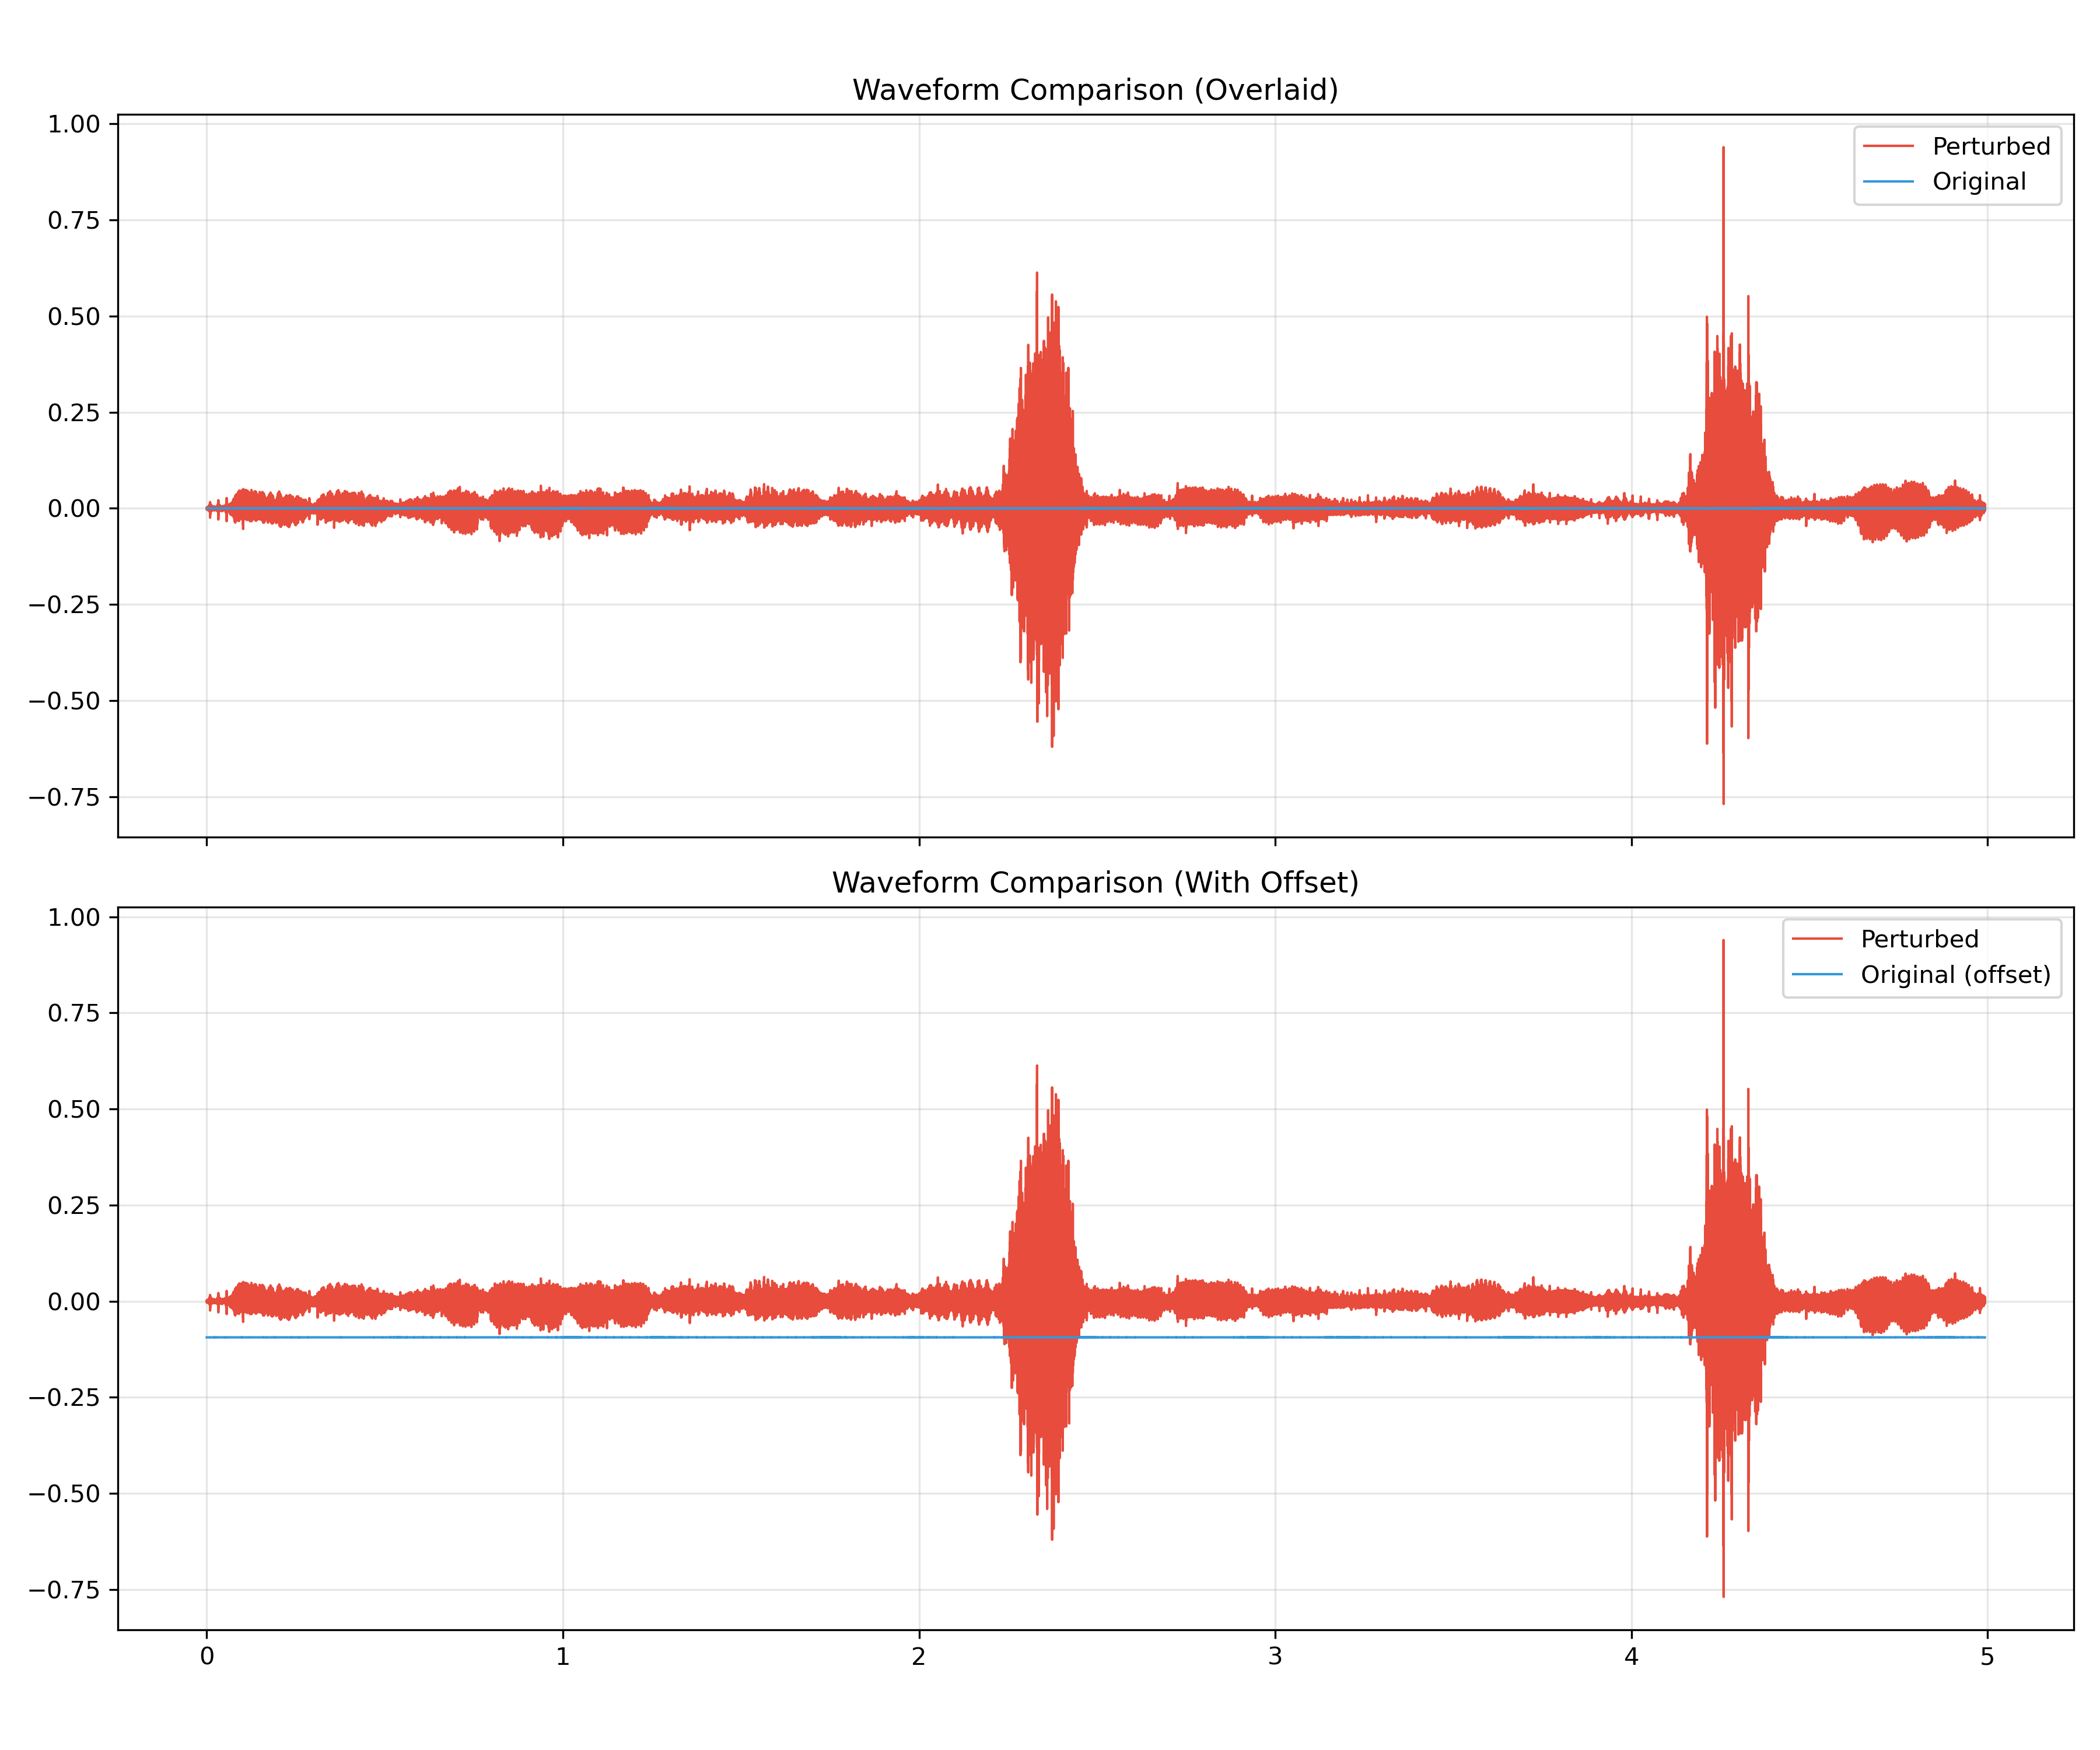 Waveform Comparison (Overlaid)
1.00
0.75
0.50
0.25
0.00
−0.25
−0.50
−0.75
Perturbed
Original
Waveform Comparison (With Offset)
1.00
0.75
0.50
0.25
0.00
−0.25
−0.50
−0.75
Perturbed
Original (offset)
0 1 2 3 4 5